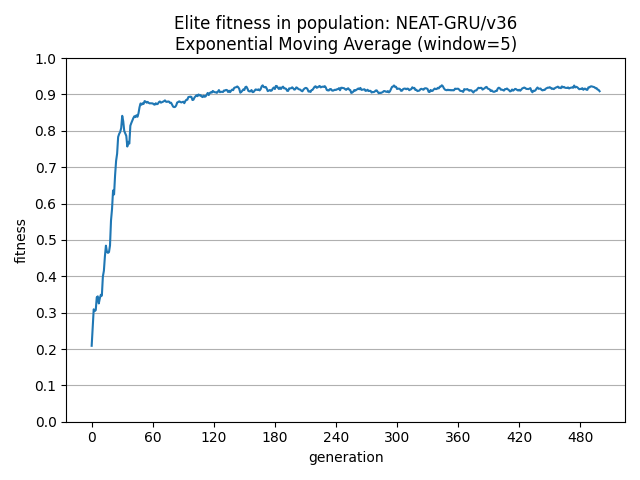 Elite fitness in population: NEAT-GRU/v36
Exponential Moving Average (window=5)
1.0
0.9
0.8
0.7
0.6
0.5
0.4
0.3
0.2
0.1
0.0
fitness
0 60 120 180 240 300 360 420 480
generation